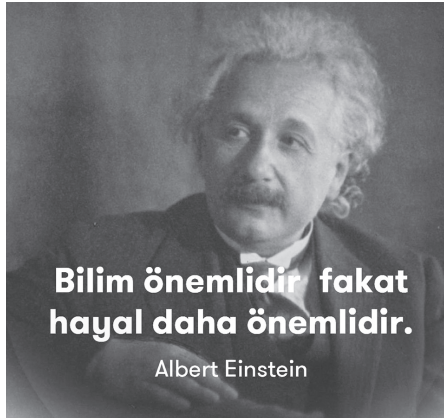 Bilim önemlidir fakat
hayal daha önemlidir.
Albert Einstein